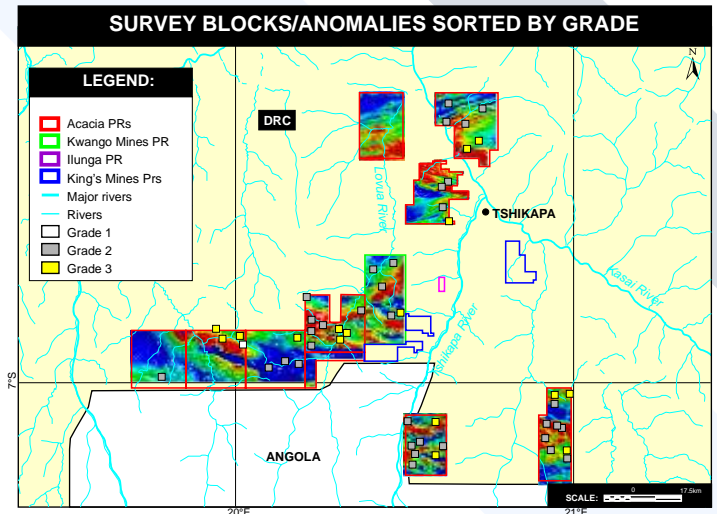 SURVEY BLOCKS/ANOMALIES SORTED BY GRADE
N
LEGEND:
Acacia PRs
Kwango Mines PR
Ilunga PR
King's Mines Prs
Major rivers
Rivers
Grade 1
Grade 2
Grade 3
DRC
Lovua River
TSHIKAPA
Kasai River
Tshikapa River
7°S
ANGOLA
SCALE:
0
17.5km
20°E
21°E